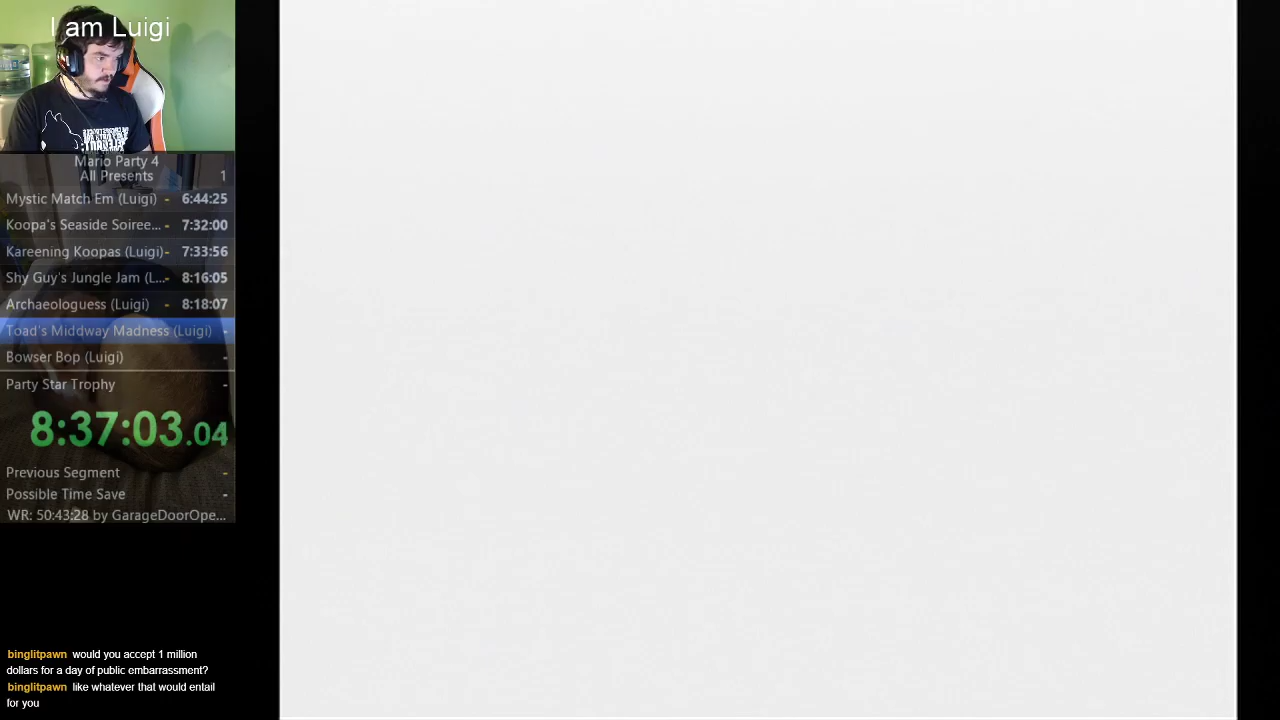 I am Luigi
Mario Party 4
All Presents 1
Mystic Match Em (Luigi) - 6:44:25
Koopa's Seaside Soiree... - 7:32:00
Kareening Koopas (Luigi) - 7:33:56
Shy Guy's Jungle Jam (L... - 8:16:05
Archaeologuess (Luigi) - 8:18:07
Toad's Middway Madness (Luigi) -
Bowser Bop (Luigi) -
Party Star Trophy -
8:37:03.04
Previous Segment -
Possible Time Save -
WR: 50:43:28 by GarageDoorOpe...
binglitpawn would you accept 1 million
dollars for a day of public embarrassment?
binglitpawn like whatever that would entail
for you